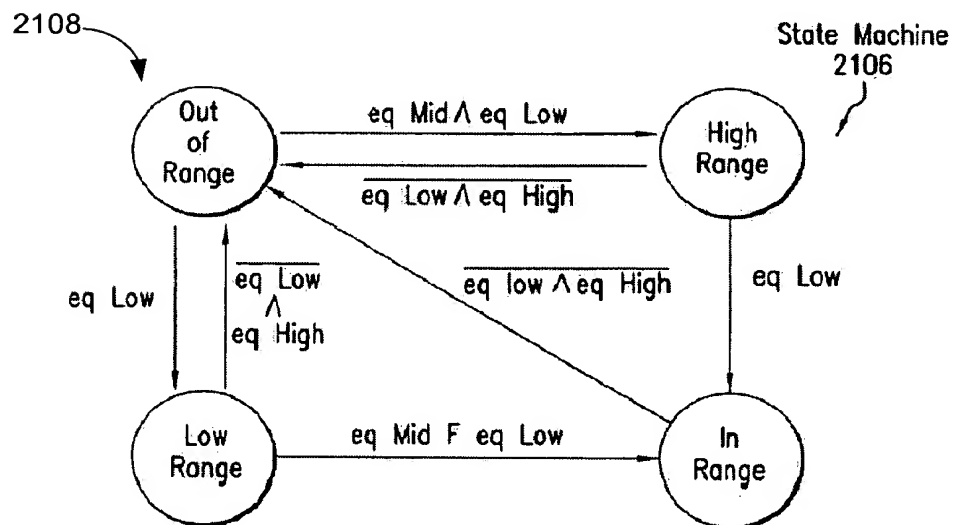 2108
State Machine
2106
Out
of
Range
eq Mid Λ eq Low
High
Range
eq Low Λ eq High
eq Low
eq Low
Λ
eq High
eq low Λ eq High
eq Low
Low
Range
eq Mid F eq Low
In
Range